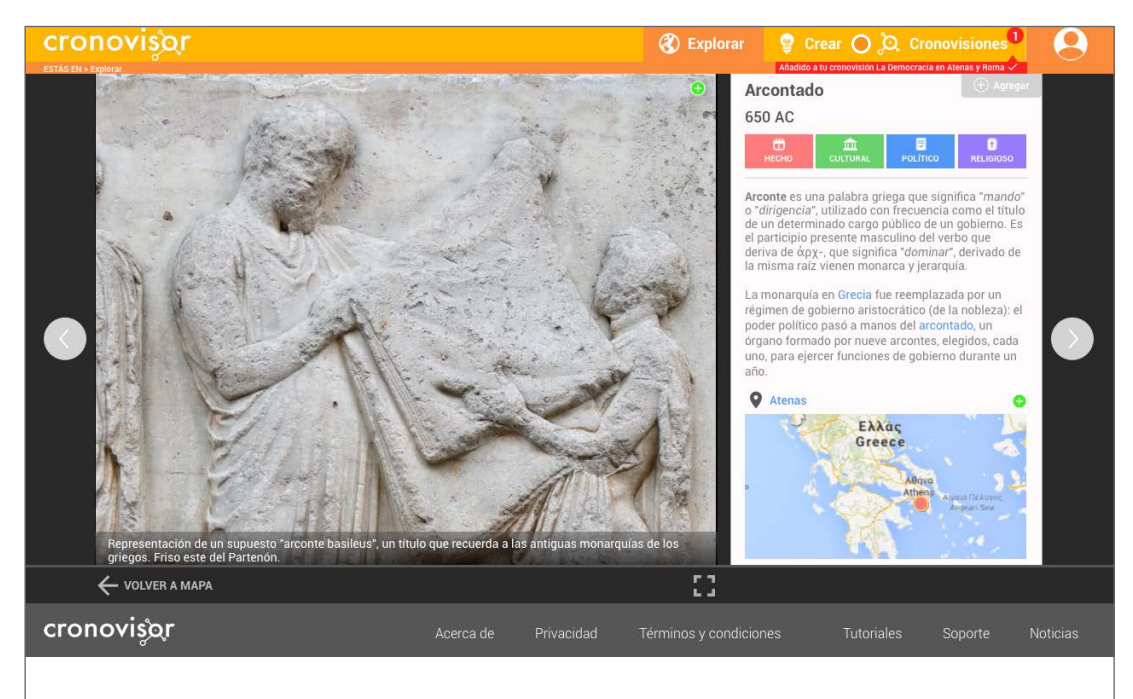 cronovisor
Explorar
Crear
Cronovisiones
1
ESTÁS EN » Explorar
Añadido a tu cronovisión La Democracia en Atenas y Roma
Arcontado
Agregar
650 AC
HECHO
CULTURAL
POLÍTICO
RELIGIOSO
Arconte es una palabra griega que significa "mando"
o "dirigencia", utilizado con frecuencia como el título
de un determinado cargo público de un gobierno. Es
el participio presente masculino del verbo que
deriva de ἀρχ-, que significa "dominar", derivado de
la misma raíz vienen monarca y jerarquía.
La monarquía en Grecia fue reemplazada por un
régimen de gobierno aristocrático (de la nobleza): el
poder político pasó a manos del arcontado, un
órgano formado por nueve arcontes, elegidos, cada
uno, para ejercer funciones de gobierno durante un
año.
Atenas
Ελλάς
Greece
Αθήνα
Athens
Αιγαίο Πέλαγος
Aegean Sea
Representación de un supuesto "arconte basileus", un título que recuerda a las antiguas monarquías de los
griegos. Friso este del Partenón.
VOLVER A MAPA
cronovisor
Acerca de
Privacidad
Términos y condiciones
Tutoriales
Soporte
Noticias